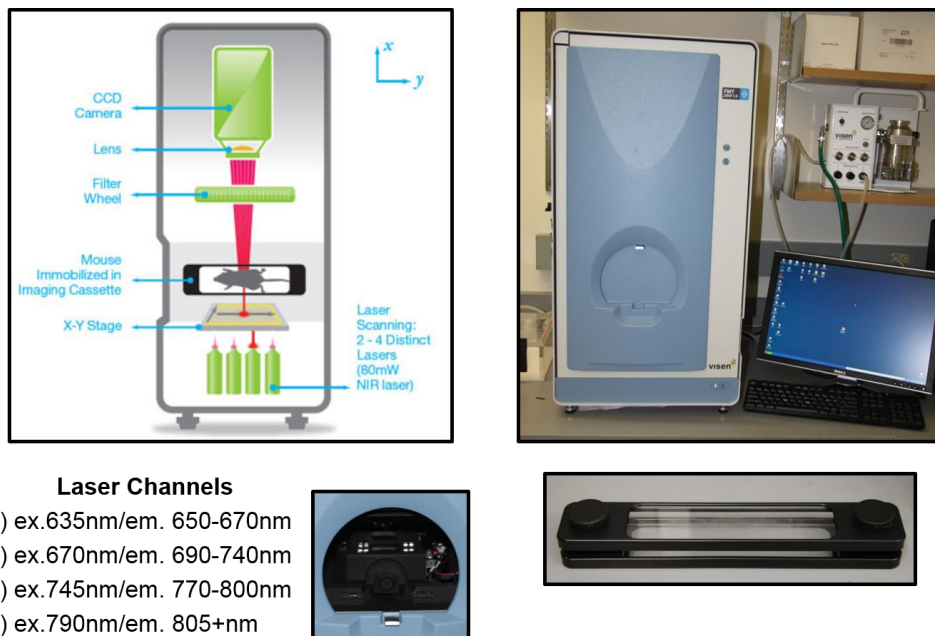 x
y
CCD
Camera
Lens
Filter
Wheel
Mouse
Immobilized in
Imaging Cassette
X-Y Stage
Laser
Scanning:
2 - 4 Distinct
Lasers
(80mW
NIR laser)
FMT
visen
visen
225
DELL
Laser Channels
) ex.635nm/em. 650-670nm
) ex.670nm/em. 690-740nm
) ex.745nm/em. 770-800nm
) ex.790nm/em. 805+nm